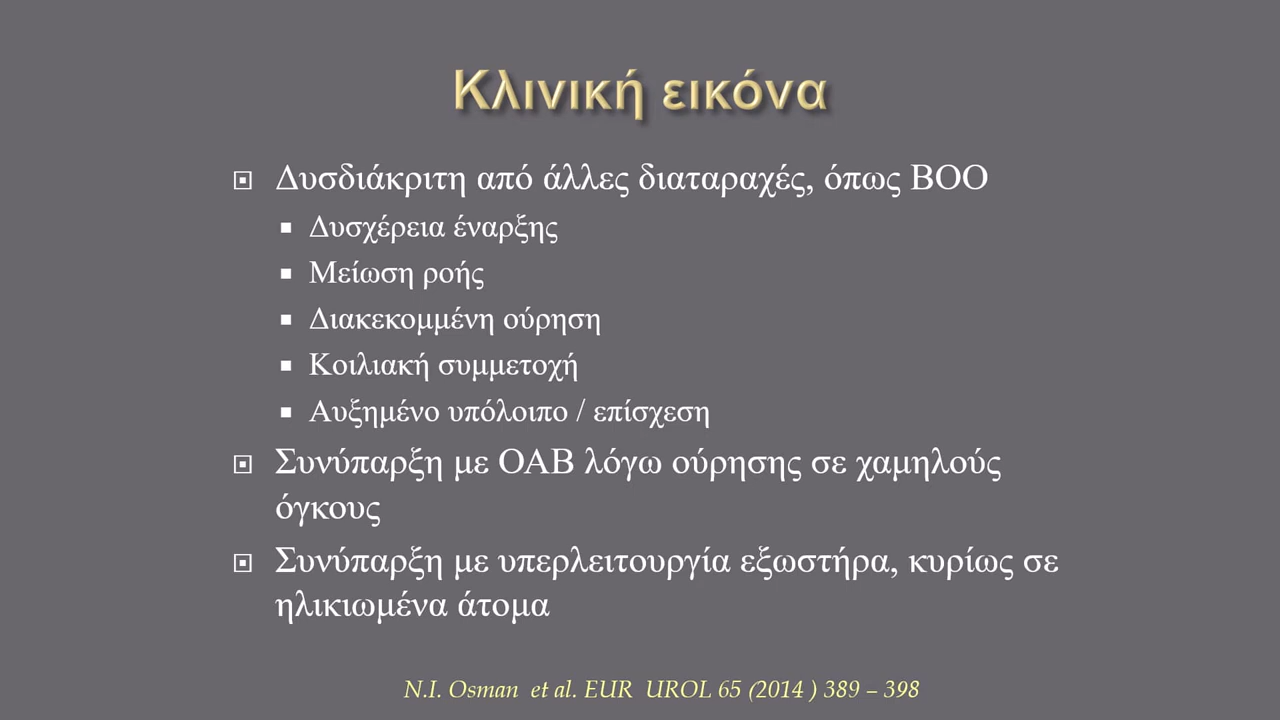 Κλινική εικόνα
Δυσδιάκριτη από άλλες διαταραχές, όπως ΒΟΟ
Δυσχέρεια έναρξης
Μείωση ροής
Διακεκομμένη ούρηση
Κοιλιακή συμμετοχή
Αυξημένο υπόλοιπο / επίσχεση
Συνύπαρξη με ΟΑΒ λόγω ούρησης σε χαμηλούς
όγκους
Συνύπαρξη με υπερλειτουργία εξωστήρα, κυρίως σε
ηλικιωμένα άτομα
N.I. Osman et al. EUR UROL 65 (2014 ) 389 – 398